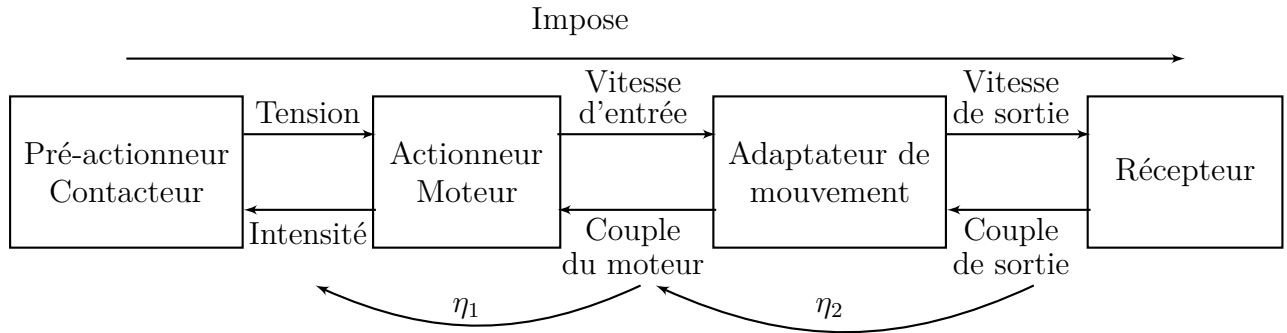 Impose
Pré-actionneur
Contacteur
Tension
Intensité
Actionneur
Moteur
Vitesse
d'entrée
Couple
du moteur
Adaptateur de
mouvement
Vitesse
de sortie
Couple
de sortie
Récepteur
η1
η2